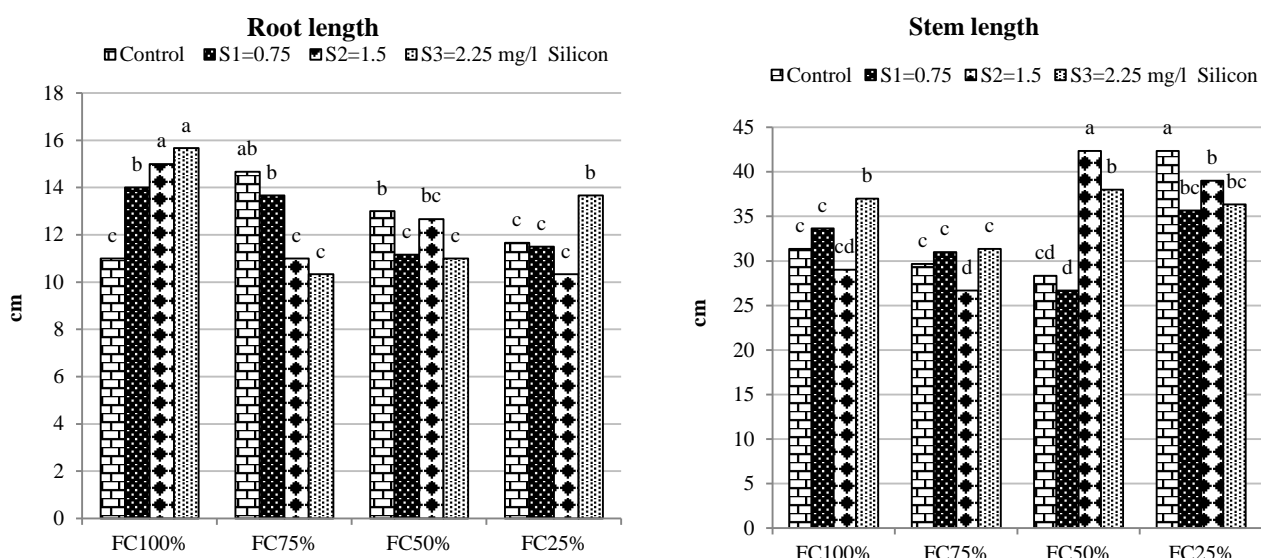 Root length
Control S1=0.75 S2=1.5 S3=2.25 mg/l Silicon
18
16
14
12
10
8
6
4
2
0
cm
c b a a
ab b c c
b c bc c
c c c b
FC100% FC75% FC50% FC25%
Stem length
Control S1=0.75 S2=1.5 S3=2.25 mg/l Silicon
45
40
35
30
25
20
15
10
5
0
cm
c c cd b
c c d c
cd d a b
a bc b bc
FC100% FC75% FC50% FC25%